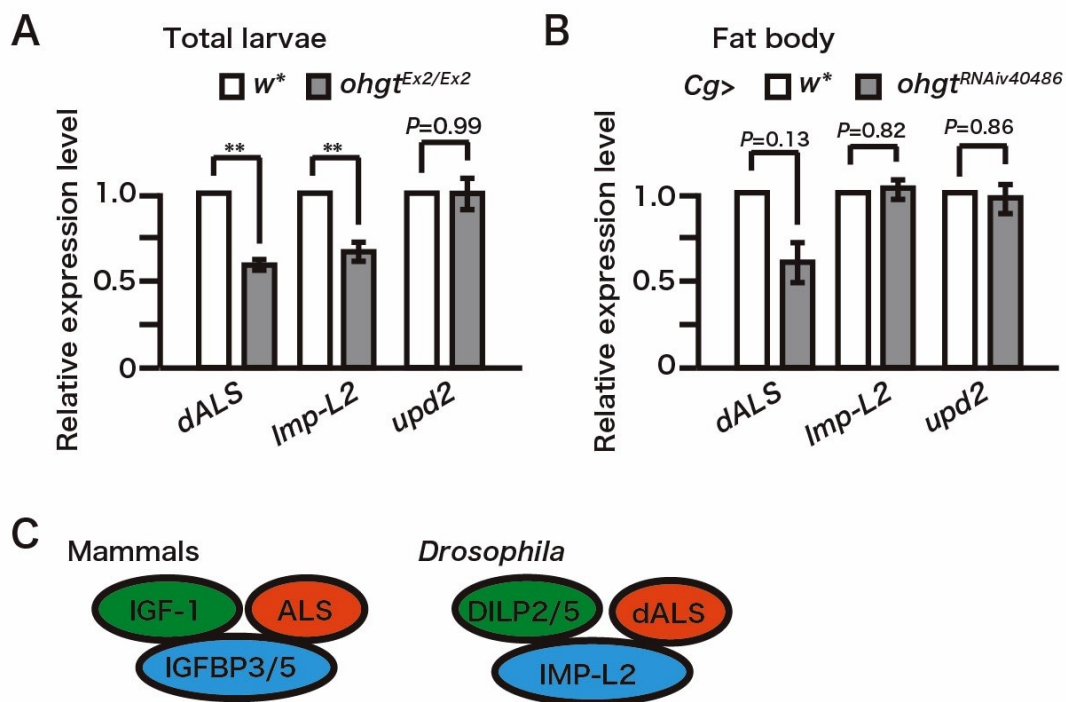 A
Total larvae
w* ohgtEx2/Ex2
Relative expression level
1.0
0.5
0
**
**
P=0.99
dALS
Imp-L2
upd2
B
Fat body
Cg> w* ohgtRNAiv40486
Relative expression level
1.0
0.5
0
P=0.13
P=0.82
P=0.86
dALS
Imp-L2
upd2
C
Mammals
IGF-1
ALS
IGFBP3/5
Drosophila
DILP2/5
dALS
IMP-L2